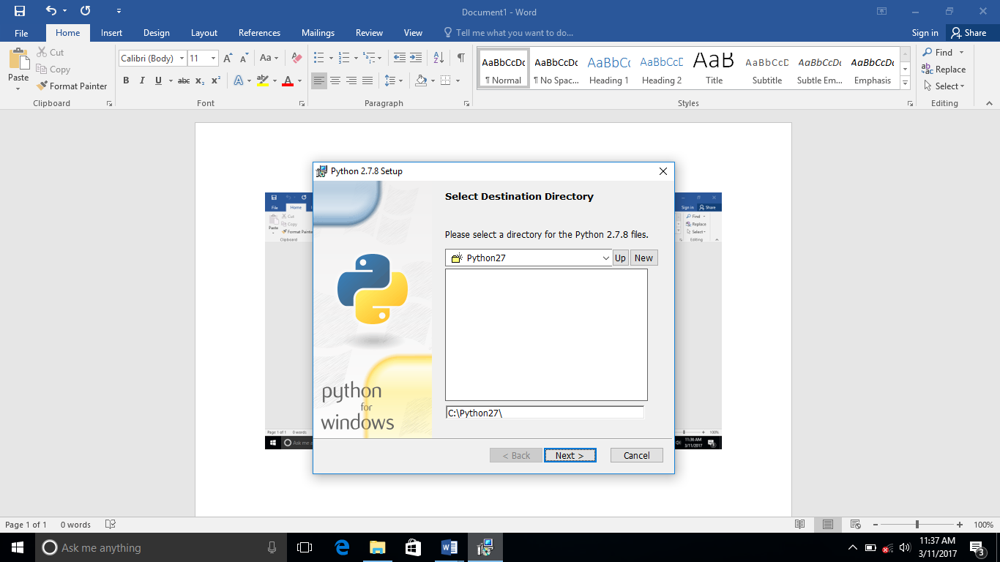 Document1 - Word
File Home Insert Design Layout References Mailings Review View Tell me what you want to do... Sign in Share
Paste
Cut
Copy
Format Painter
Clipboard
Calibri (Body) 11 Aa
B I U abc x₂ x² A ab A
Font
Paragraph
AaBbCcDc AaBbCcDc AaBbCc AaBbCcD AaB AaBbCcD AaBbCcDc AaBbCcDc
¶ Normal ¶ No Spac... Heading 1 Heading 2 Title Subtitle Subtle Em... Emphasis
Styles
Find
Replace
Select
Editing
Python 2.7.8 Setup
Select Destination Directory
Please select a directory for the Python 2.7.8 files.
Python27 Up New
C:\Python27\
python
for
windows
< Back Next > Cancel
File Home
Paste
Cut
Copy
Format Painte
Clipboard
Sign in Share
Find
Replace
Select
Editing
Page 1 of 1 0 words
100%
Ask me a
11:36 AM
3/11/2017
Page 1 of 1 0 words 100%
Ask me anything
11:37 AM
3/11/2017
3